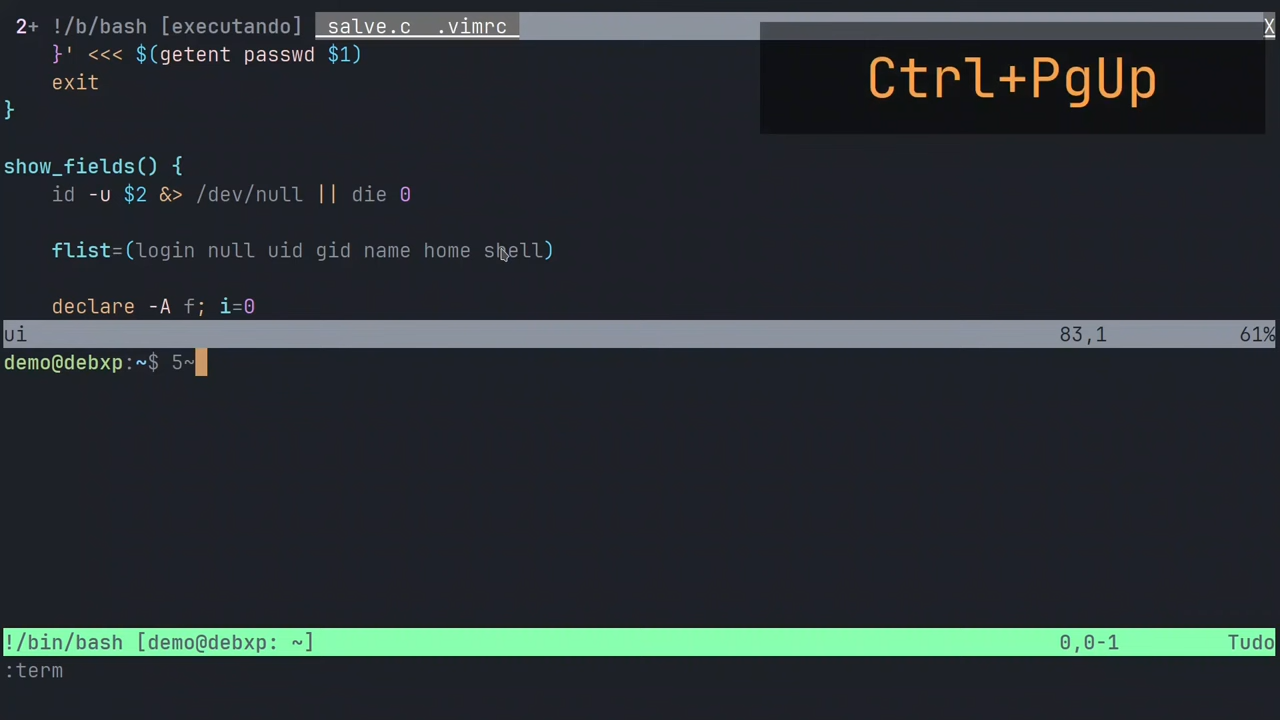 2+ !/b/bash [executando] salve.c .vimrc X
Ctrl+PgUp
}' <<< $(getent passwd $1)
exit
}
show_fields() {
id -u $2 &> /dev/null || die 0
flist=(login null uid gid name home shell)
declare -A f; i=0
ui 83,1 61%
demo@debxp:~$ 5~
!/bin/bash [demo@debxp: ~] 0,0-1 Tudo
:term